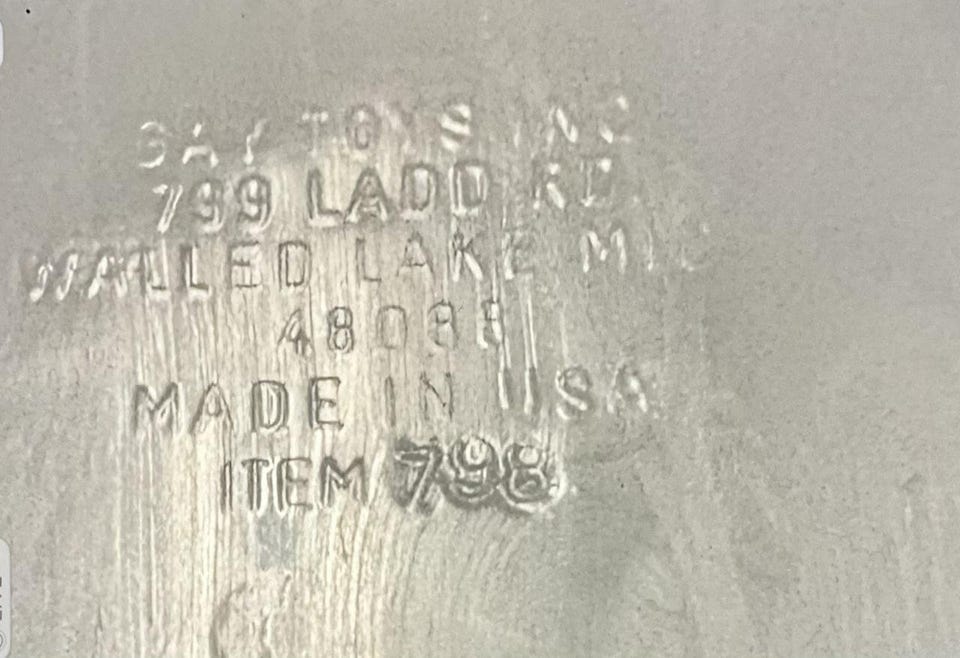 GAY TOYS INC
799 LADD RD.
WALLED LAKE MI
48088
MADE IN USA
ITEM 798